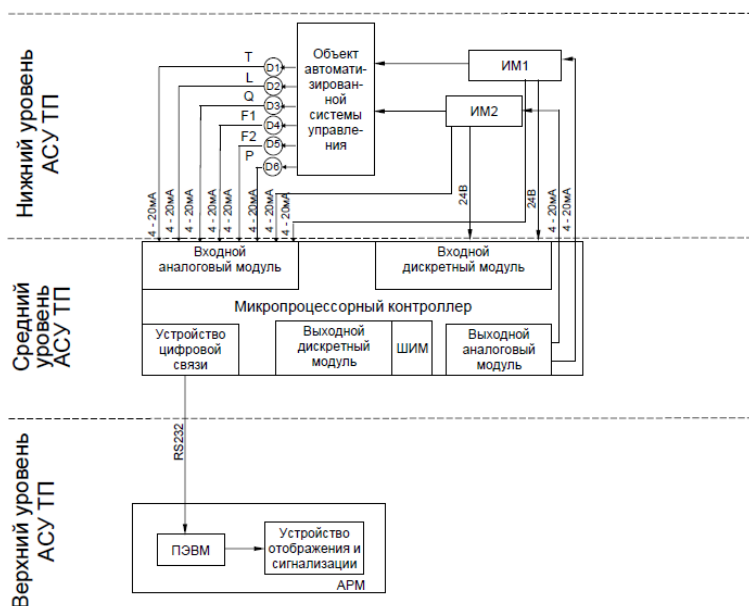 Нижний уровень
АСУ ТП
T
L
Q
F1
F2
P
D1
D2
D3
D4
D5
D6
Объект
автомати-
зирован-
ной
системы
управле-
ния
ИМ1
ИМ2
4 - 20мА
4 - 20мА
4 - 20мА
4 - 20мА
4 - 20мА
4 - 20мА
4 - 20мА
24В
24В
4 - 20мА
4 - 20мА
Средний
уровень
АСУ ТП
Входной
аналоговый модуль
Входной
дискретный модуль
Микропроцессорный контроллер
Устройство
цифровой
связи
Выходной
дискретный
модуль
ШИМ
Выходной
аналоговый
модуль
RS232
Верхний уровень
АСУ ТП
ПЭВМ
Устройство
отображения и
сигнализации
АРМ